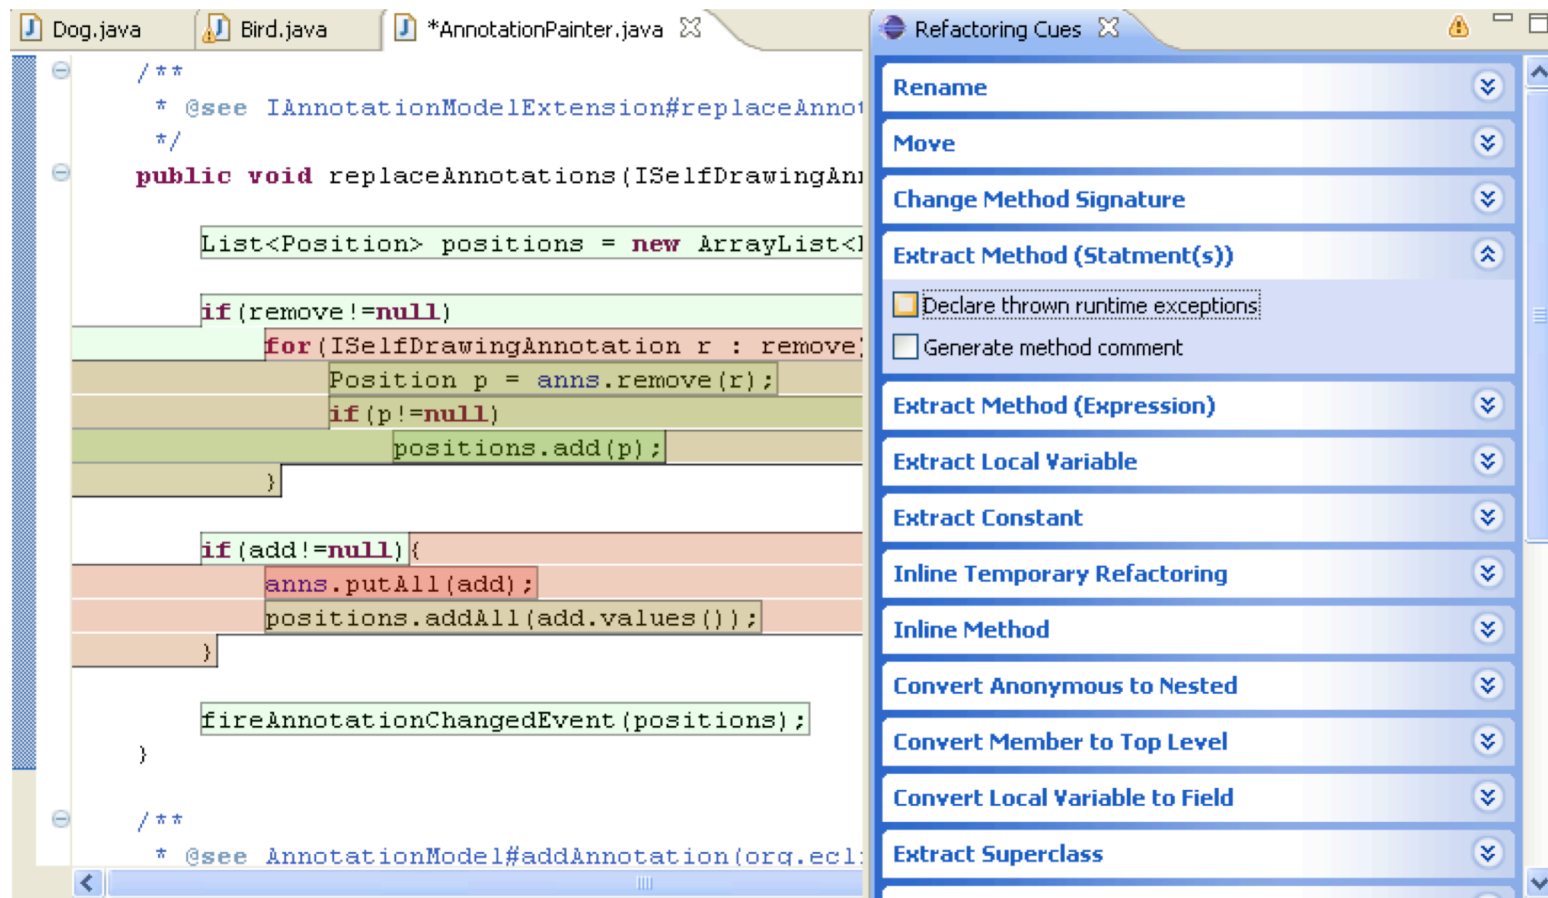 Dog.java
Bird.java
*AnnotationPainter.java
Refactoring Cues
/**
* @see IAnnotationModelExtension#replaceAnnot
*/
public void replaceAnnotations(ISelfDrawingAnn
List<Position> positions = new ArrayList<
if(remove!=null)
for(ISelfDrawingAnnotation r : remove)
Position p = anns.remove(r);
if(p!=null)
positions.add(p);
}
if(add!=null){
anns.putAll(add);
positions.addAll(add.values());
}
fireAnnotationChangedEvent(positions);
}
/**
* @see AnnotationModel#addAnnotation(org.ecl
Rename
Move
Change Method Signature
Extract Method (Statment(s))
Declare thrown runtime exceptions
Generate method comment
Extract Method (Expression)
Extract Local Variable
Extract Constant
Inline Temporary Refactoring
Inline Method
Convert Anonymous to Nested
Convert Member to Top Level
Convert Local Variable to Field
Extract Superclass